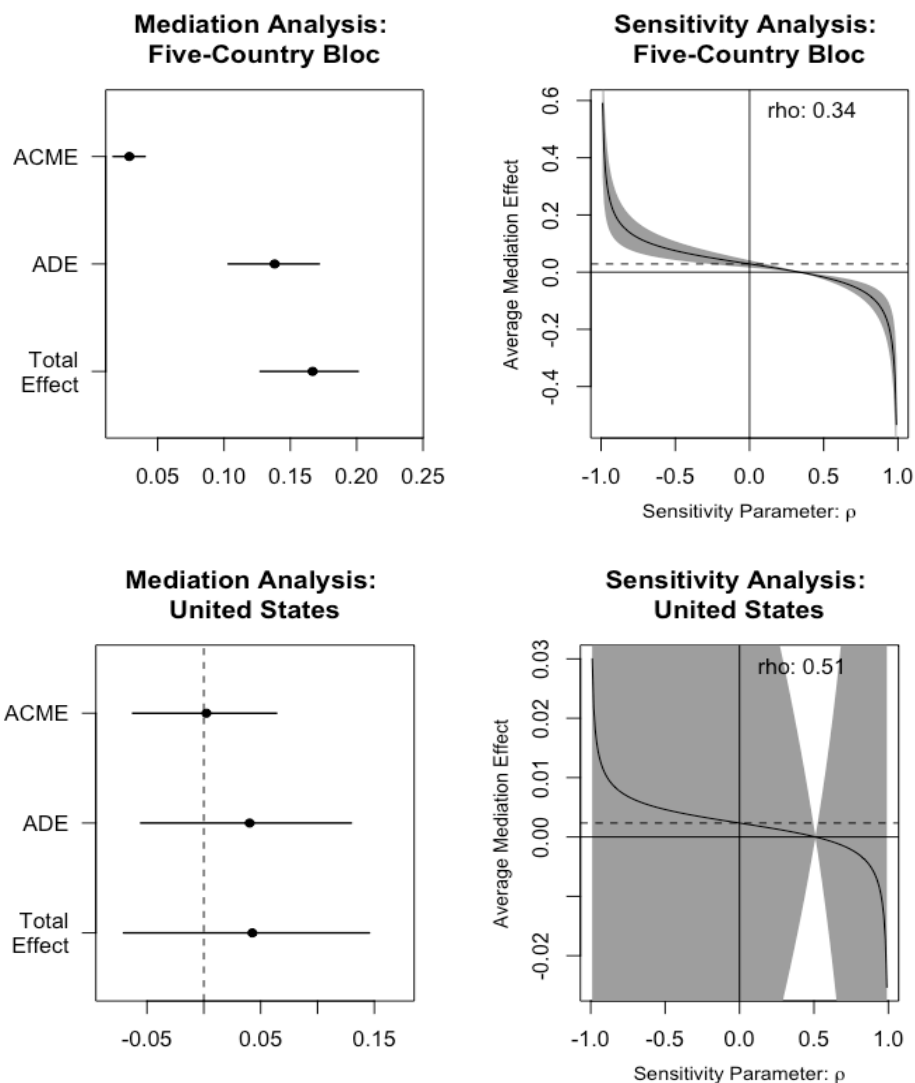 Mediation Analysis:
Five-Country Bloc
ACME
ADE
Total
Effect
0.05 0.10 0.15 0.20 0.25
Sensitivity Analysis:
Five-Country Bloc
rho: 0.34
Average Mediation Effect
0.6
0.4
0.2
0.0
-0.2
-0.4
-1.0 -0.5 0.0 0.5 1.0
Sensitivity Parameter: ρ
Mediation Analysis:
United States
ACME
ADE
Total
Effect
-0.05 0.05 0.15
Sensitivity Analysis:
United States
rho: 0.51
Average Mediation Effect
0.03
0.02
0.01
0.00
-0.02
-1.0 -0.5 0.0 0.5 1.0
Sensitivity Parameter: ρ